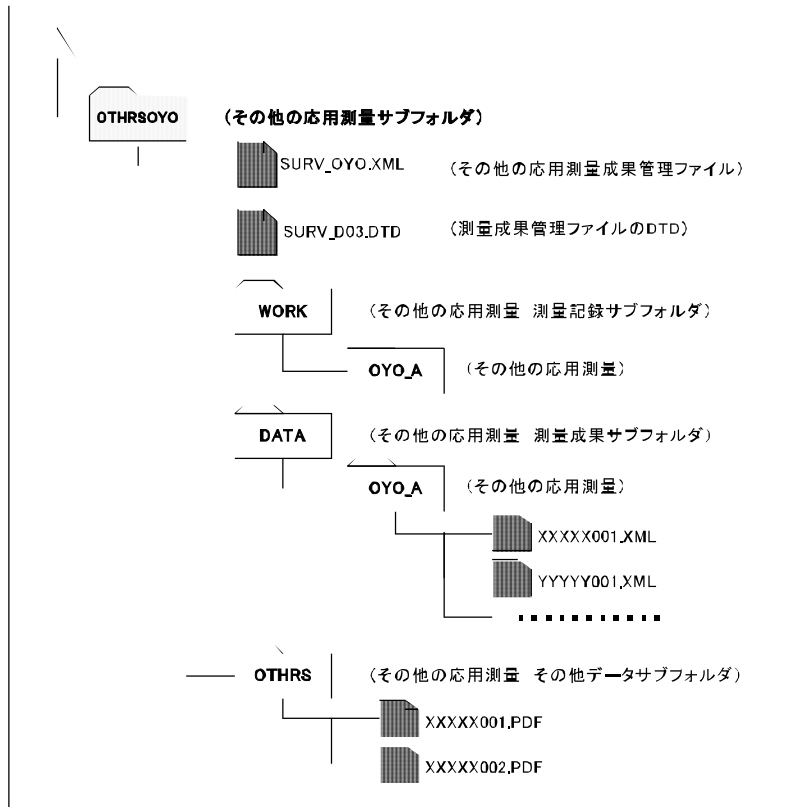 OTHRSOYO (その他の応用測量サブフォルダ)
SURV_OYO.XML (その他の応用測量成果管理ファイル)
SURV_D03.DTD (測量成果管理ファイルのDTD)
WORK (その他の応用測量 測量記録サブフォルダ)
OYO_A (その他の応用測量)
DATA (その他の応用測量 測量成果サブフォルダ)
OYO_A (その他の応用測量)
XXXXX001.XML
YYYYY001.XML
OTHRS (その他の応用測量 その他データサブフォルダ)
XXXXX001.PDF
XXXXX002.PDF